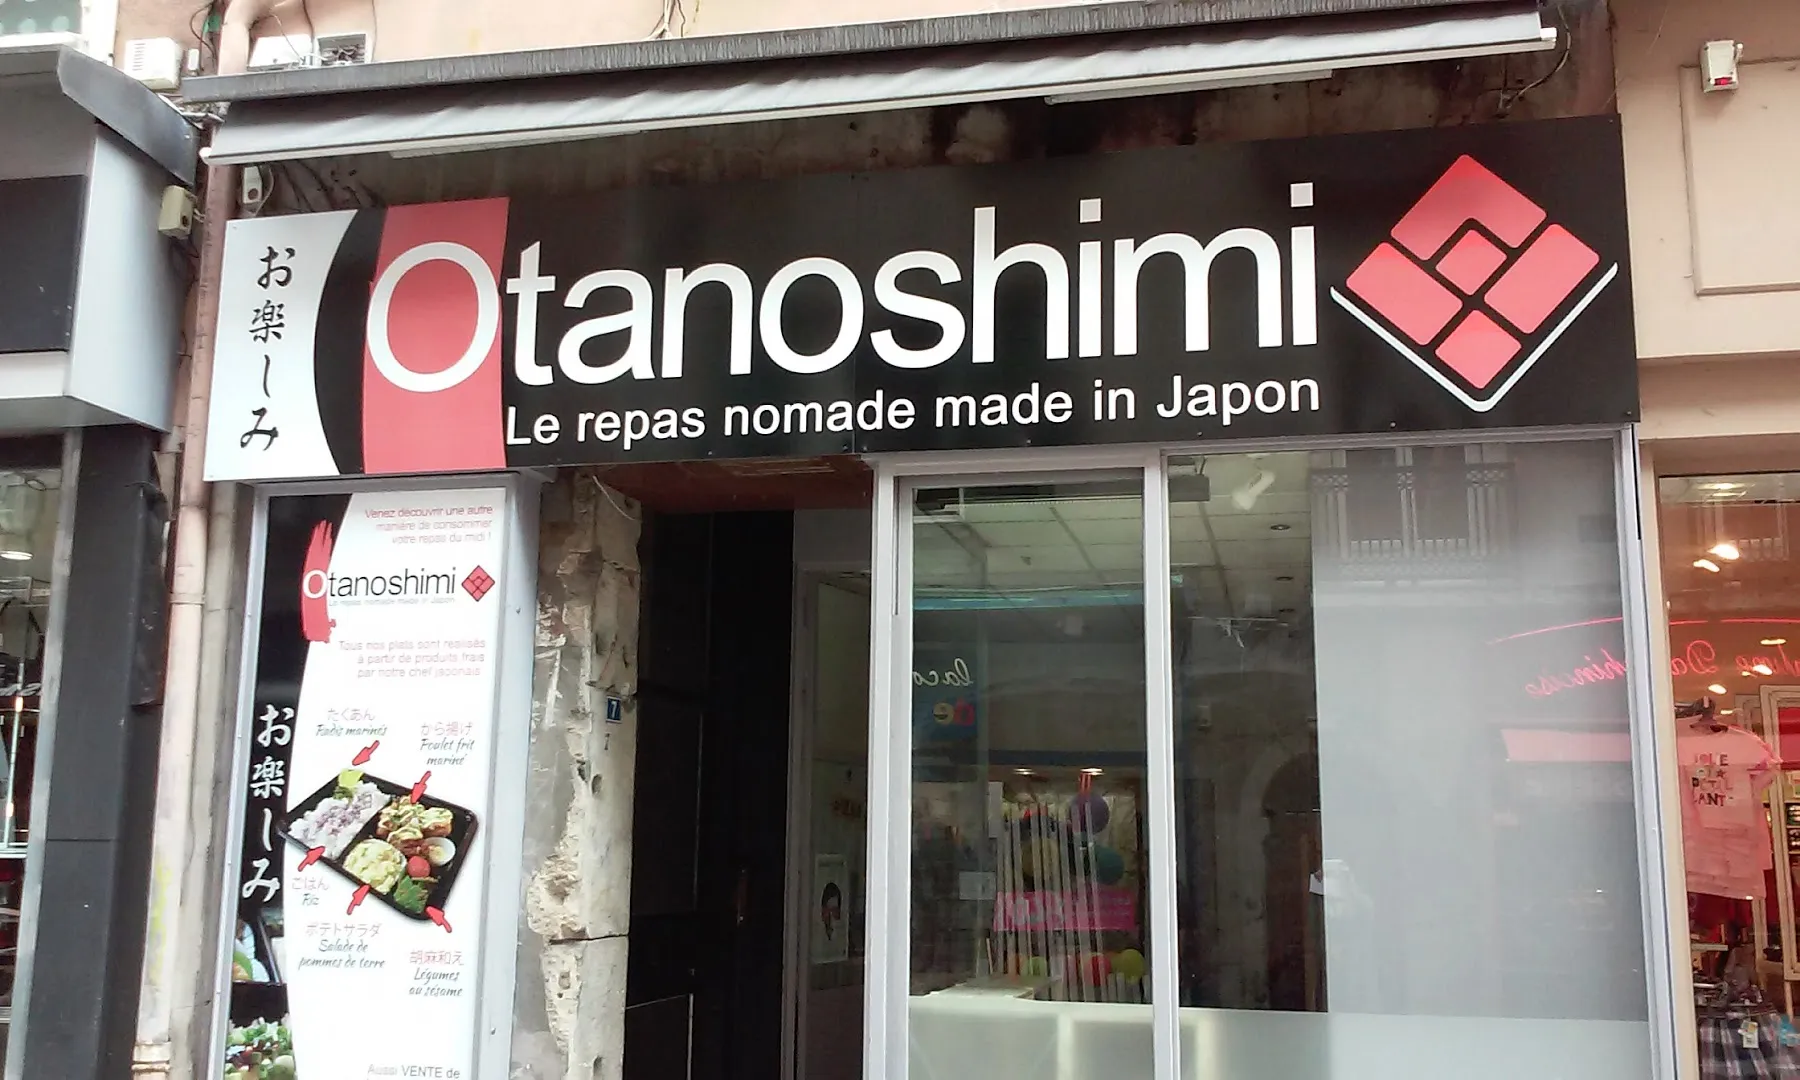 お楽しみ
Otanoshimi
Le repas nomade made in Japon
Venez découvrir une autre
manière de consommer
votre repas du midi !
Otanoshimi
Le repas nomade made in Japon
Tous nos plats sont réalisés
à partir de produits frais
par notre chef japonais
お楽しみ
たくあん
Radis marinés
から揚げ
Poulet frit
mariné
ごはん
Riz
ポテトサラダ
Salade de
pommes de terre
胡麻和え
Légumes
au sésame
Aussi VENTE de
7